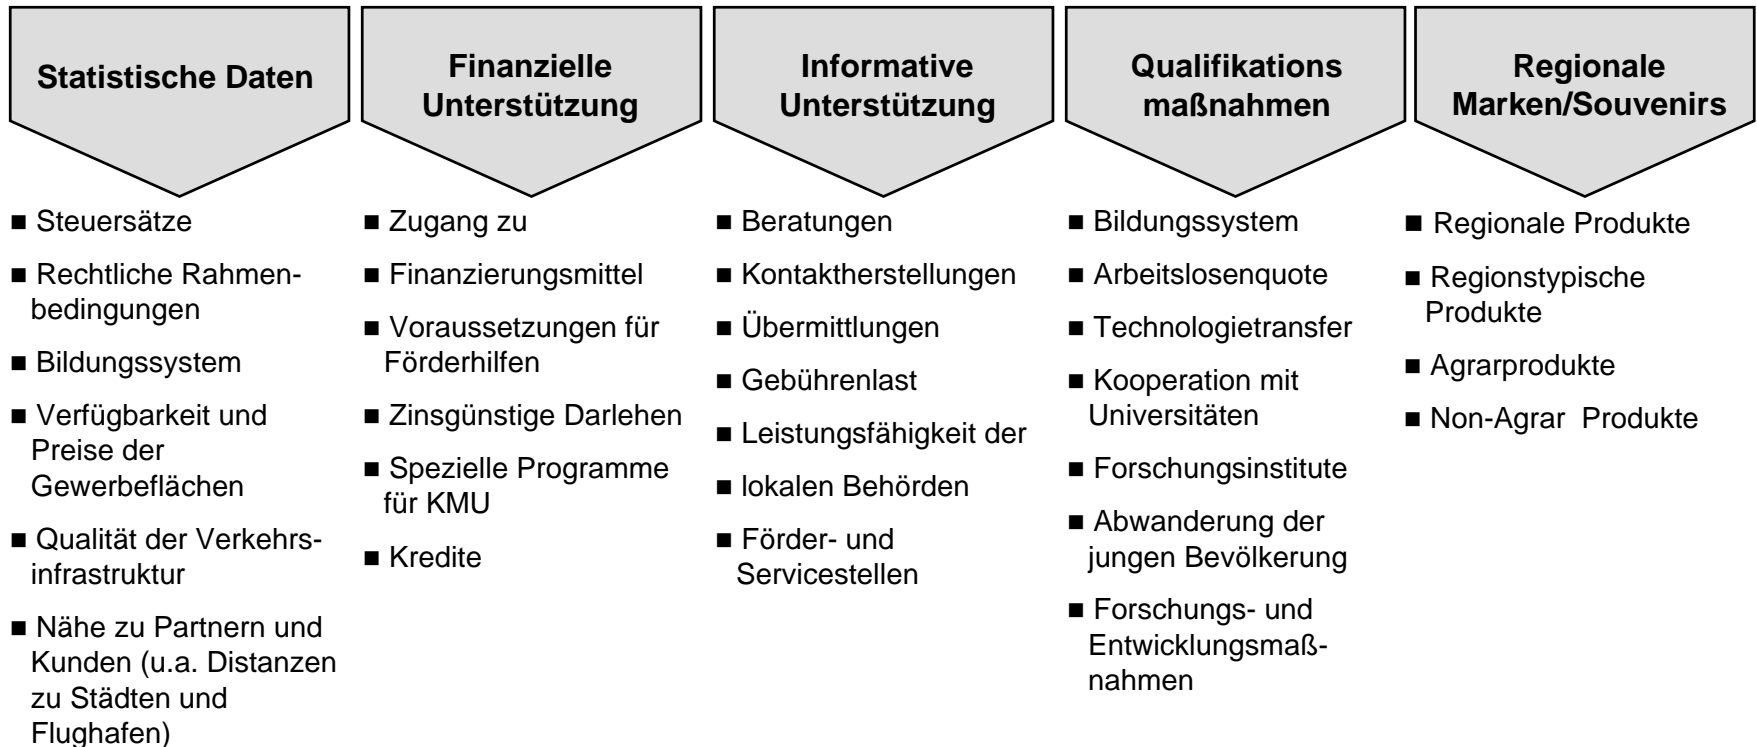 Statistische Daten
■ Steuersätze
■ Rechtliche Rahmen-
bedingungen
■ Bildungssystem
■ Verfügbarkeit und
Preise der
Gewerbeflächen
■ Qualität der Verkehrs-
infrastruktur
■ Nähe zu Partnern und
Kunden (u.a. Distanzen
zu Städten und
Flughafen)
Finanzielle
Unterstützung
■ Zugang zu
■ Finanzierungsmittel
■ Voraussetzungen für
Förderhilfen
■ Zinsgünstige Darlehen
■ Spezielle Programme
für KMU
■ Kredite
Informative
Unterstützung
■ Beratungen
■ Kontaktherstellungen
■ Übermittlungen
■ Gebührenlast
■ Leistungsfähigkeit der
■ lokalen Behörden
■ Förder- und
Servicestellen
Qualifikations
maßnahmen
■ Bildungssystem
■ Arbeitslosenquote
■ Technologietransfer
■ Kooperation mit
Universitäten
■ Forschungsinstitute
■ Abwanderung der
jungen Bevölkerung
■ Forschungs- und
Entwicklungsmaß-
nahmen
Regionale
Marken/Souvenirs
■ Regionale Produkte
■ Regionstypische
Produkte
■ Agrarprodukte
■ Non-Agrar Produkte